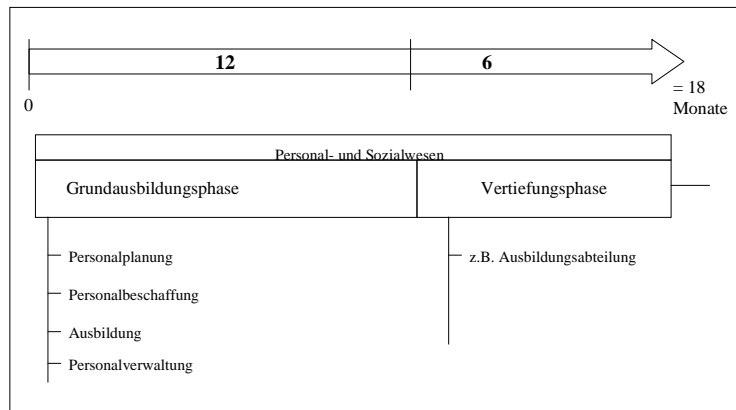 12 6
0
= 18
Monate
Personal- und Sozialwesen
Grundausbildungsphase Vertiefungsphase
Personalplanung z.B. Ausbildungsabteilung
Personalbeschaffung
Ausbildung
Personalverwaltung